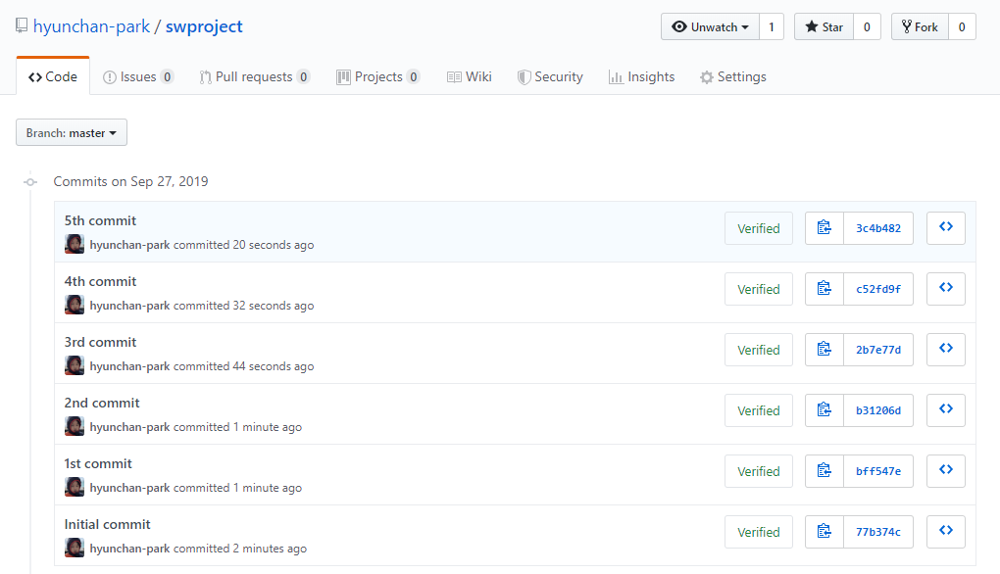 hyunchan-park / swproject
Unwatch 1 Star 0 Fork 0
Code Issues 0 Pull requests 0 Projects 0 Wiki Security Insights Settings
Branch: master
Commits on Sep 27, 2019
5th commit
hyunchan-park committed 20 seconds ago
Verified 3c4b482
4th commit
hyunchan-park committed 32 seconds ago
Verified c52fd9f
3rd commit
hyunchan-park committed 44 seconds ago
Verified 2b7e77d
2nd commit
hyunchan-park committed 1 minute ago
Verified b31206d
1st commit
hyunchan-park committed 1 minute ago
Verified bff547e
Initial commit
hyunchan-park committed 2 minutes ago
Verified 77b374c